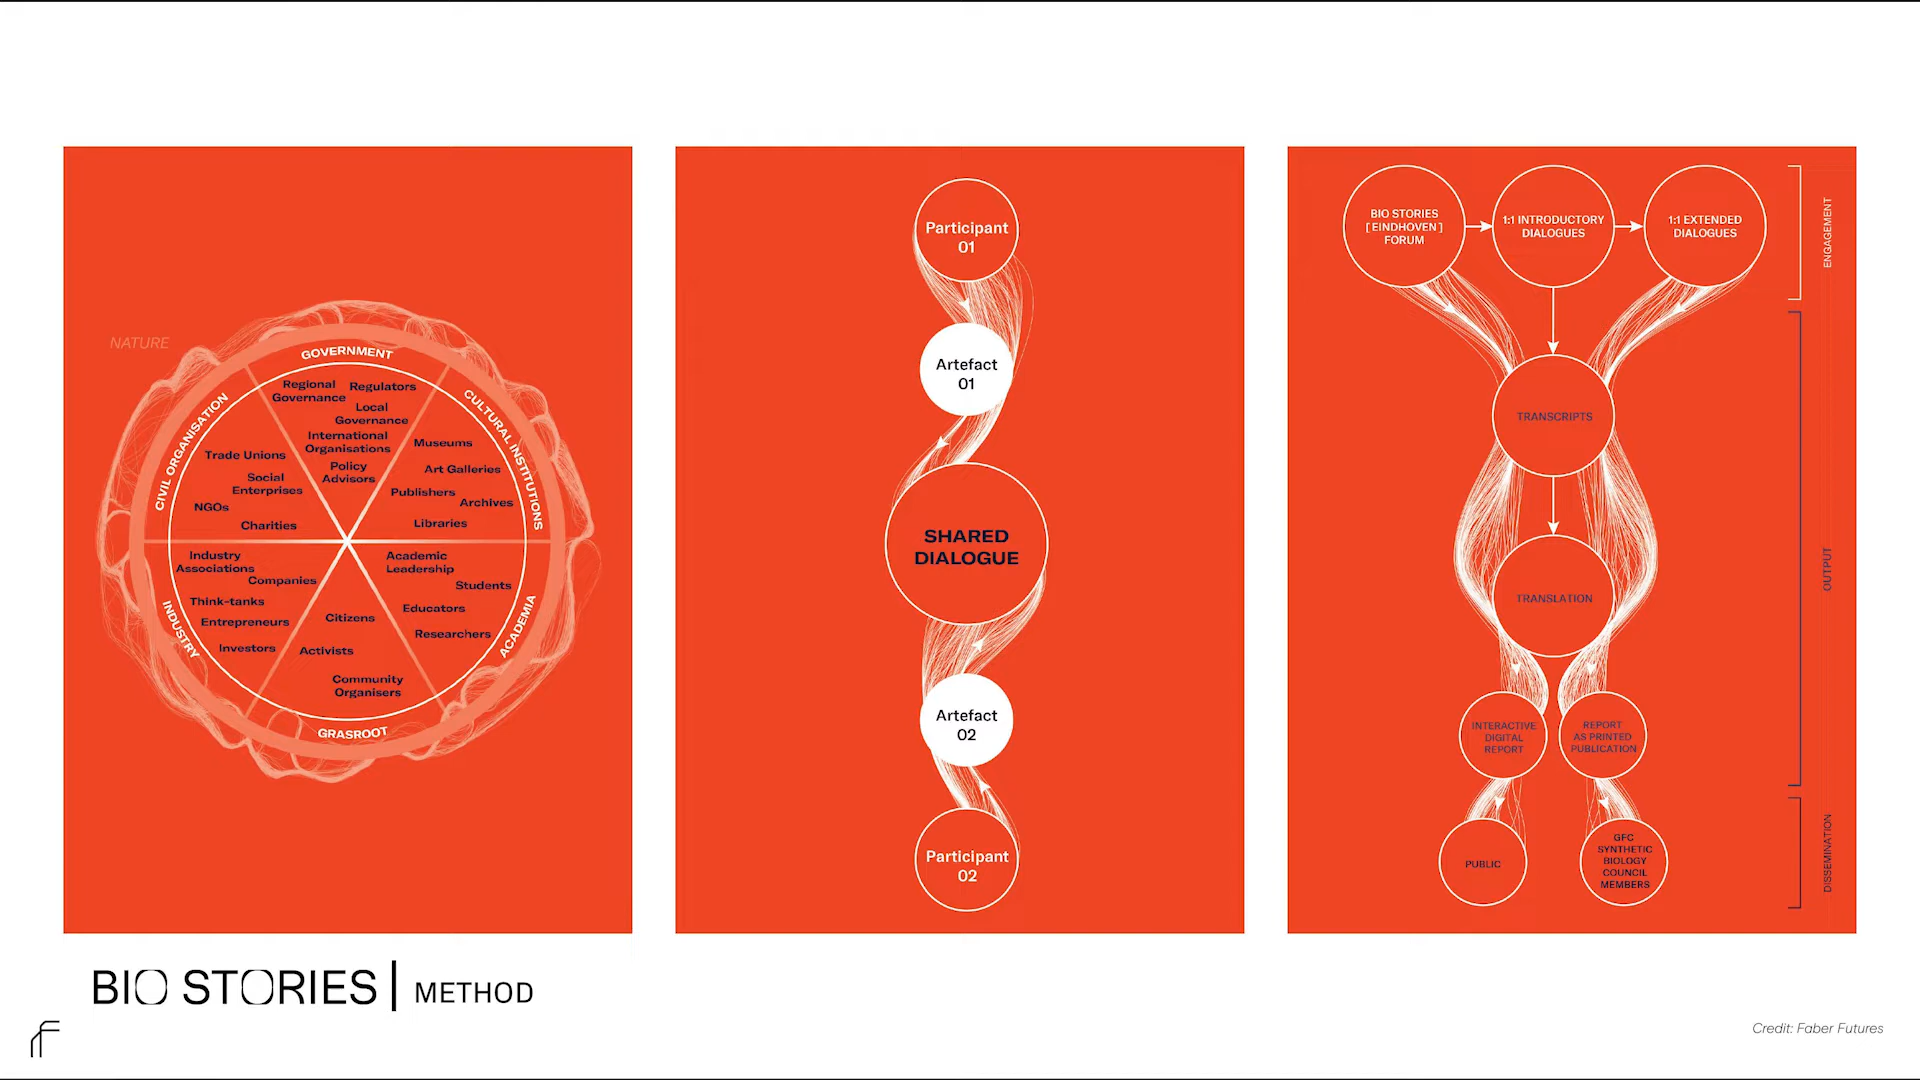 NATURE
GOVERNMENT
Regional
Governance
Regulators
Local
Governance
International
Organisations
Policy
Advisors
CULTURAL INSTITUTIONS
Museums
Art Galleries
Publishers
Archives
Libraries
CIVIL ORGANISATION
Trade Unions
Social
Enterprises
NGOs
Charities
INDUSTRY
Industry
Associations
Companies
Think-tanks
Entrepreneurs
Investors
ACADEMIA
Academic
Leadership
Students
Educators
Researchers
Citizens
Activists
Community
Organisers
GRASROOT
Participant
01
Artefact
01
SHARED
DIALOGUE
Artefact
02
Participant
02
BIO STORIES
[ EINDHOVEN ]
FORUM
1:1 INTRODUCTORY
DIALOGUES
1:1 EXTENDED
DIALOGUES
ENGAGEMENT
TRANSCRIPTS
TRANSLATION
OUTPUT
INTERACTIVE
DIGITAL
REPORT
REPORT
AS PRINTED
PUBLICATION
PUBLIC
GFC
SYNTHETIC
BIOLOGY
COUNCIL
MEMBERS
DISSEMINATION
BIO STORIES | METHOD
Credit: Faber Futures